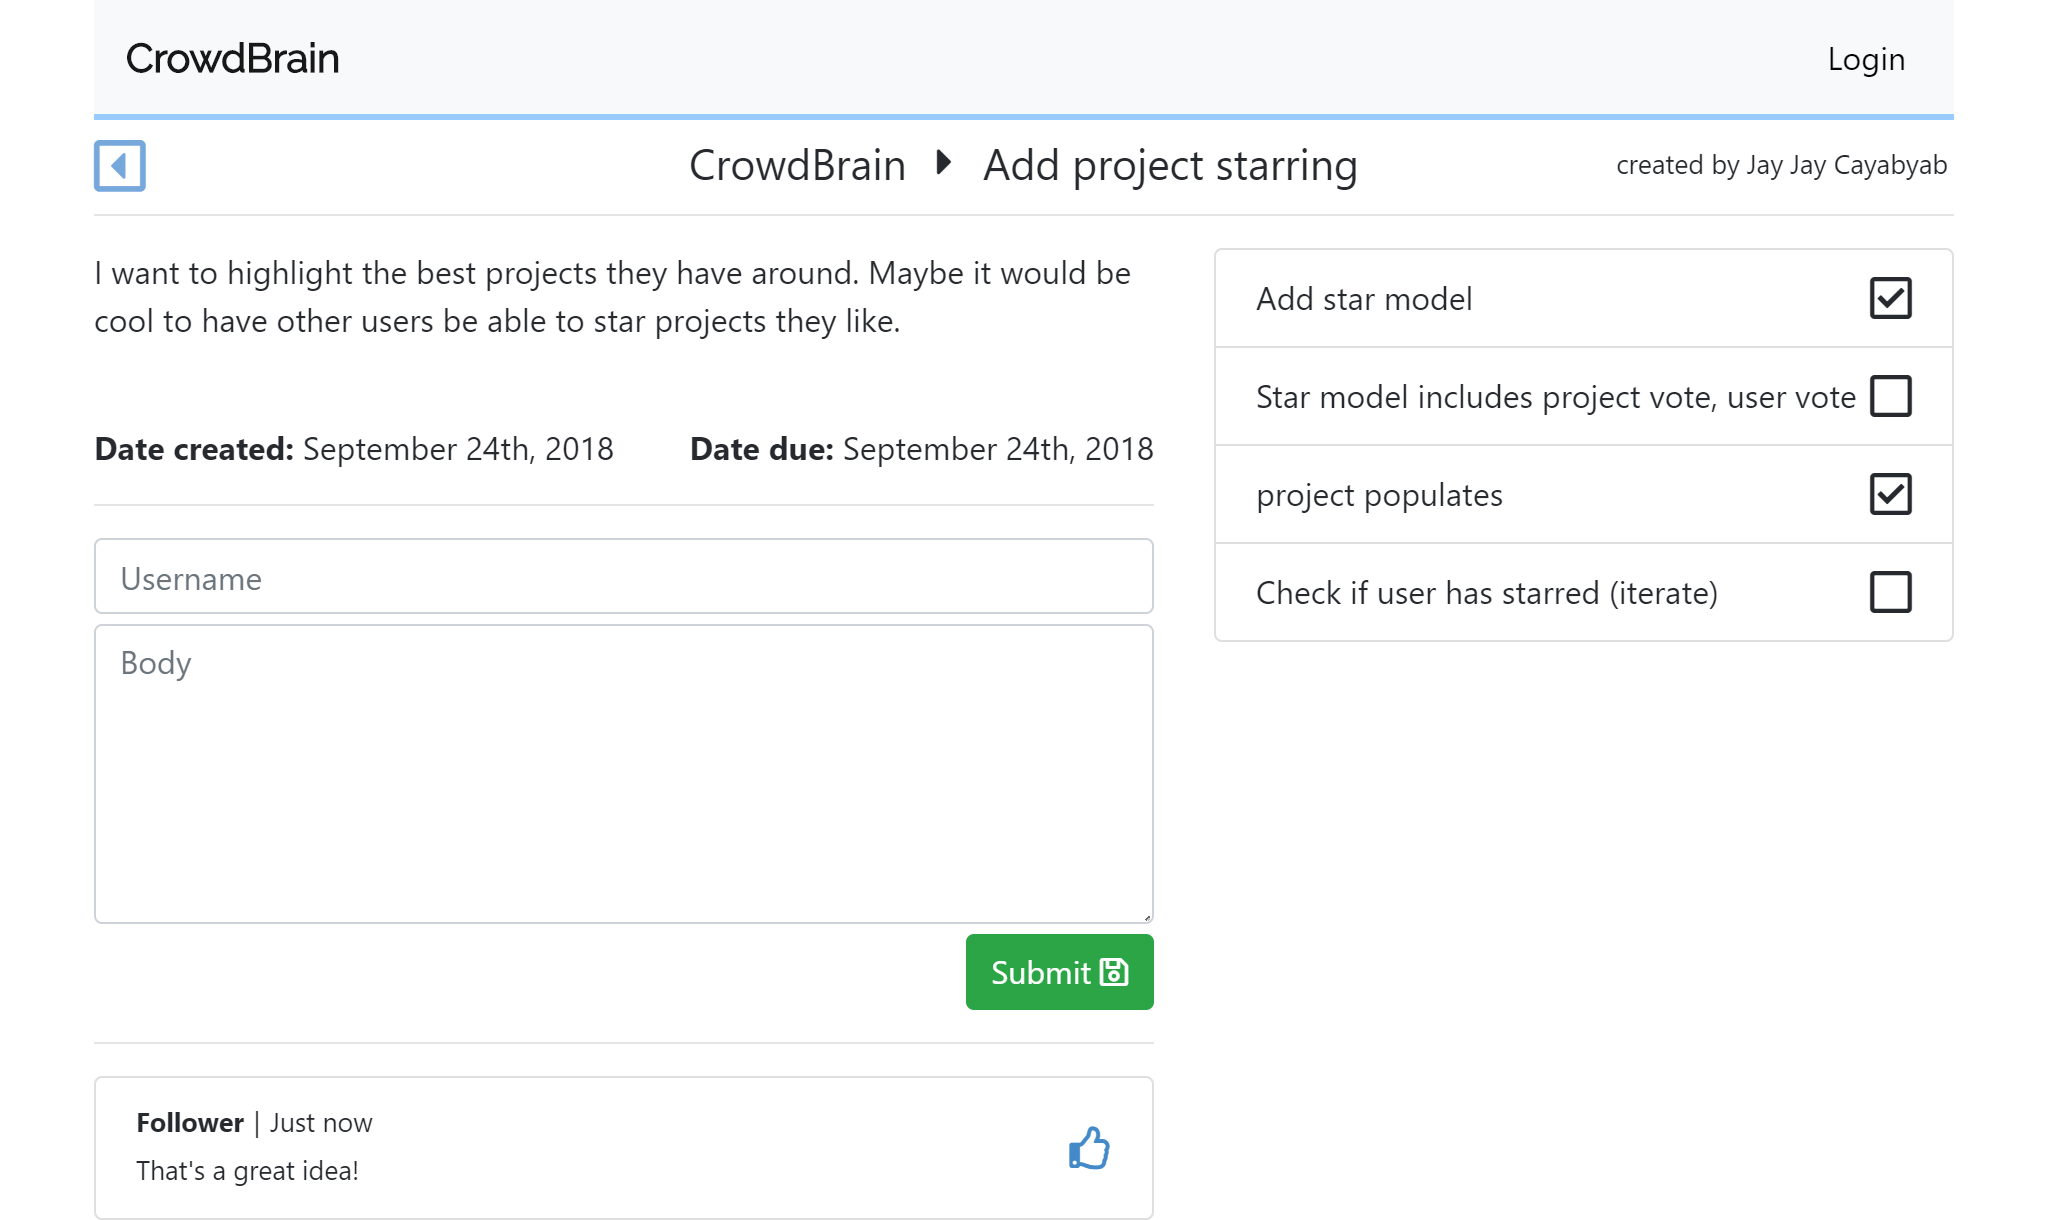 CrowdBrain
Login
CrowdBrain Add project starring
created by Jay Jay Cayabyab
I want to highlight the best projects they have around. Maybe it would be
cool to have other users be able to star projects they like.
Date created: September 24th, 2018
Date due: September 24th, 2018
Username
Body
Submit
Follower | Just now
That's a great idea!
Add star model
Star model includes project vote, user vote
project populates
Check if user has starred (iterate)